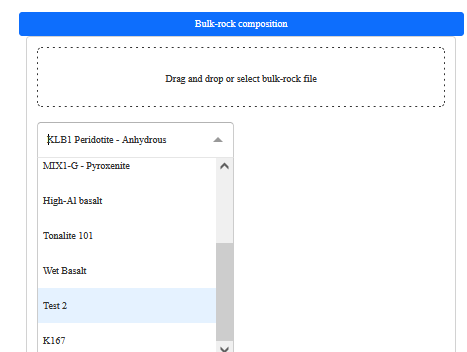 Bulk-rock composition
Drag and drop or select bulk-rock file
KLB1 Peridotite - Anhydrous
MIX1-G - Pyroxenite
High-Al basalt
Tonalite 101
Wet Basalt
Test 2
K167